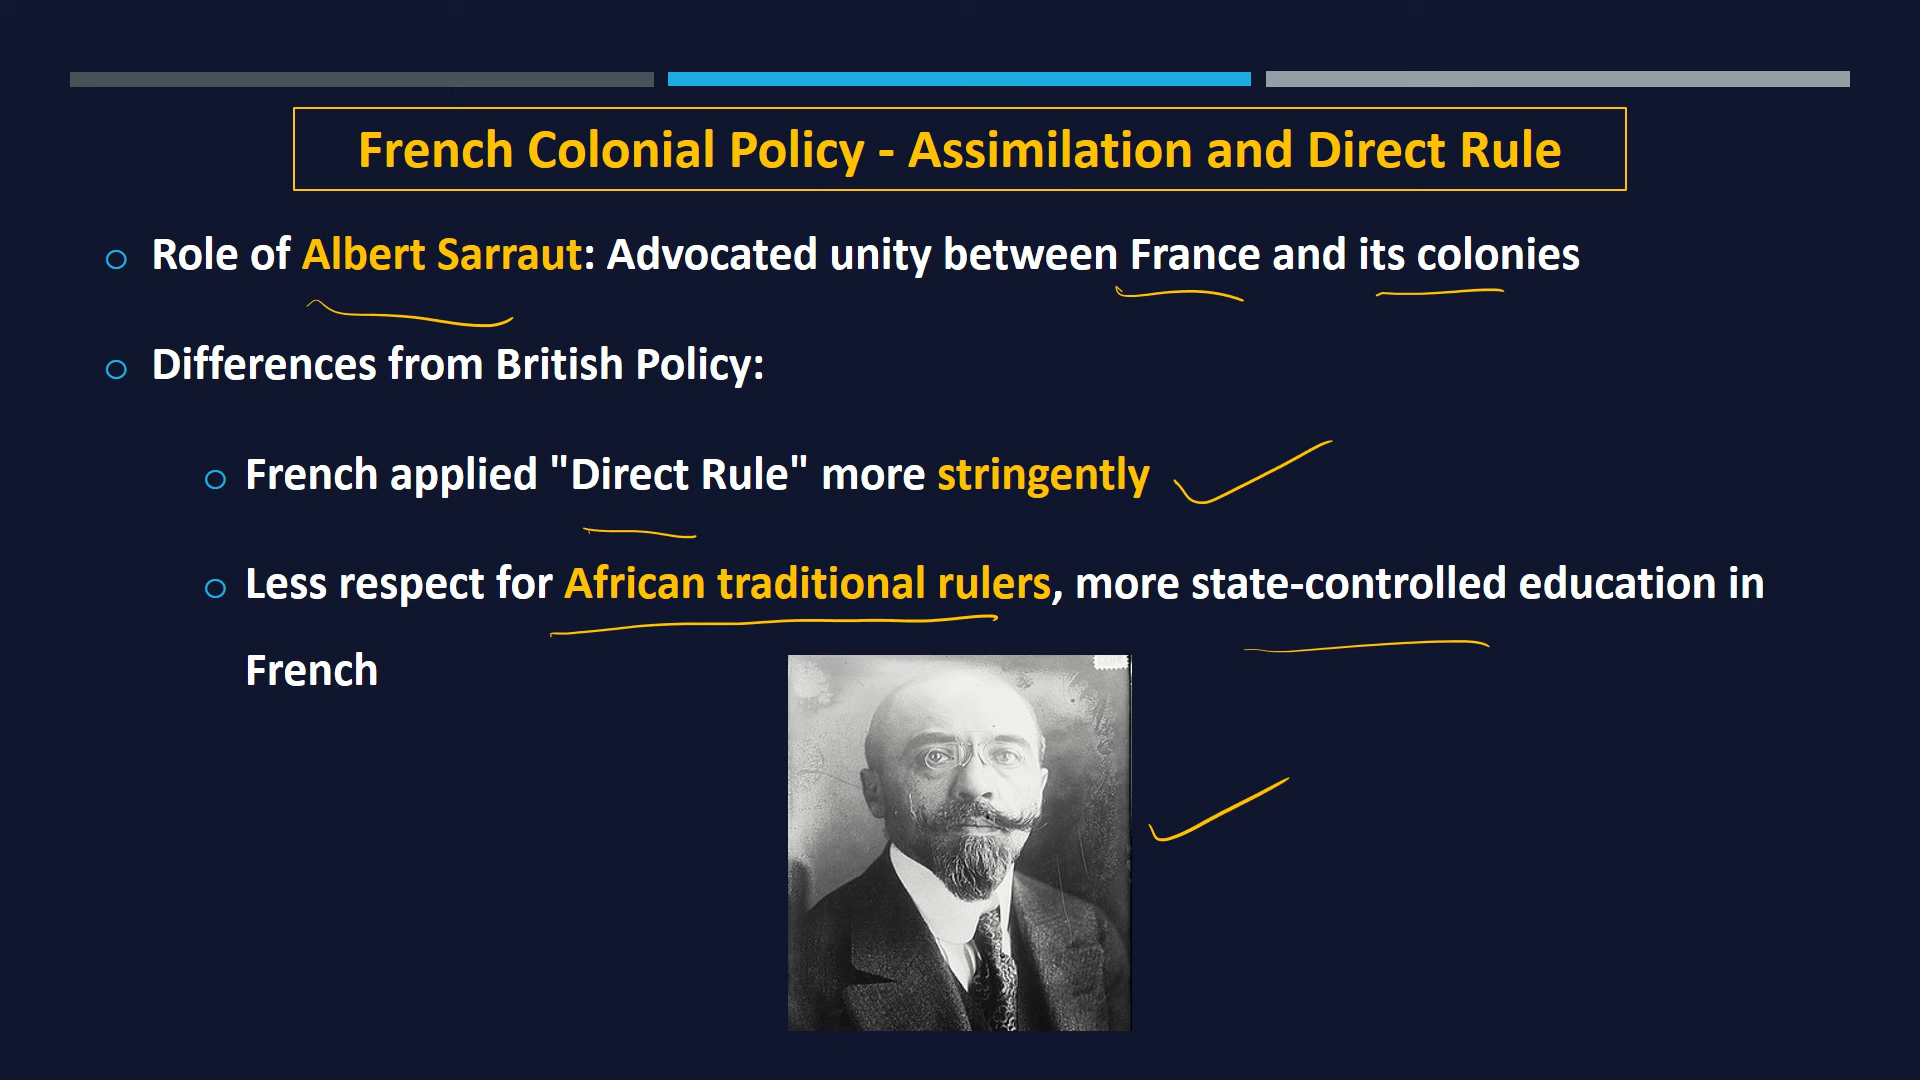 French Colonial Policy - Assimilation and Direct Rule
Role of Albert Sarraut: Advocated unity between France and its colonies
Differences from British Policy:
French applied "Direct Rule" more stringently
Less respect for African traditional rulers, more state-controlled education in
French